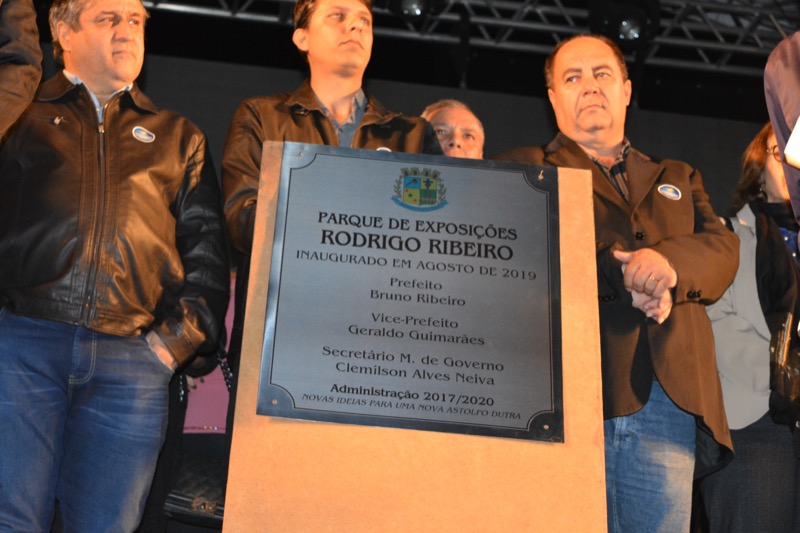 PARQUE DE EXPOSIÇÕES
RODRIGO RIBEIRO
INAUGURADO EM AGOSTO DE 2019
Prefeito
Bruno Ribeiro
Vice-Prefeito
Geraldo Guimarães
Secretário M. de Governo
Clemilson Alves Neiva
Administração 2017/2020
NOVAS IDEIAS PARA UMA NOVA ASTOLFO DUTRA